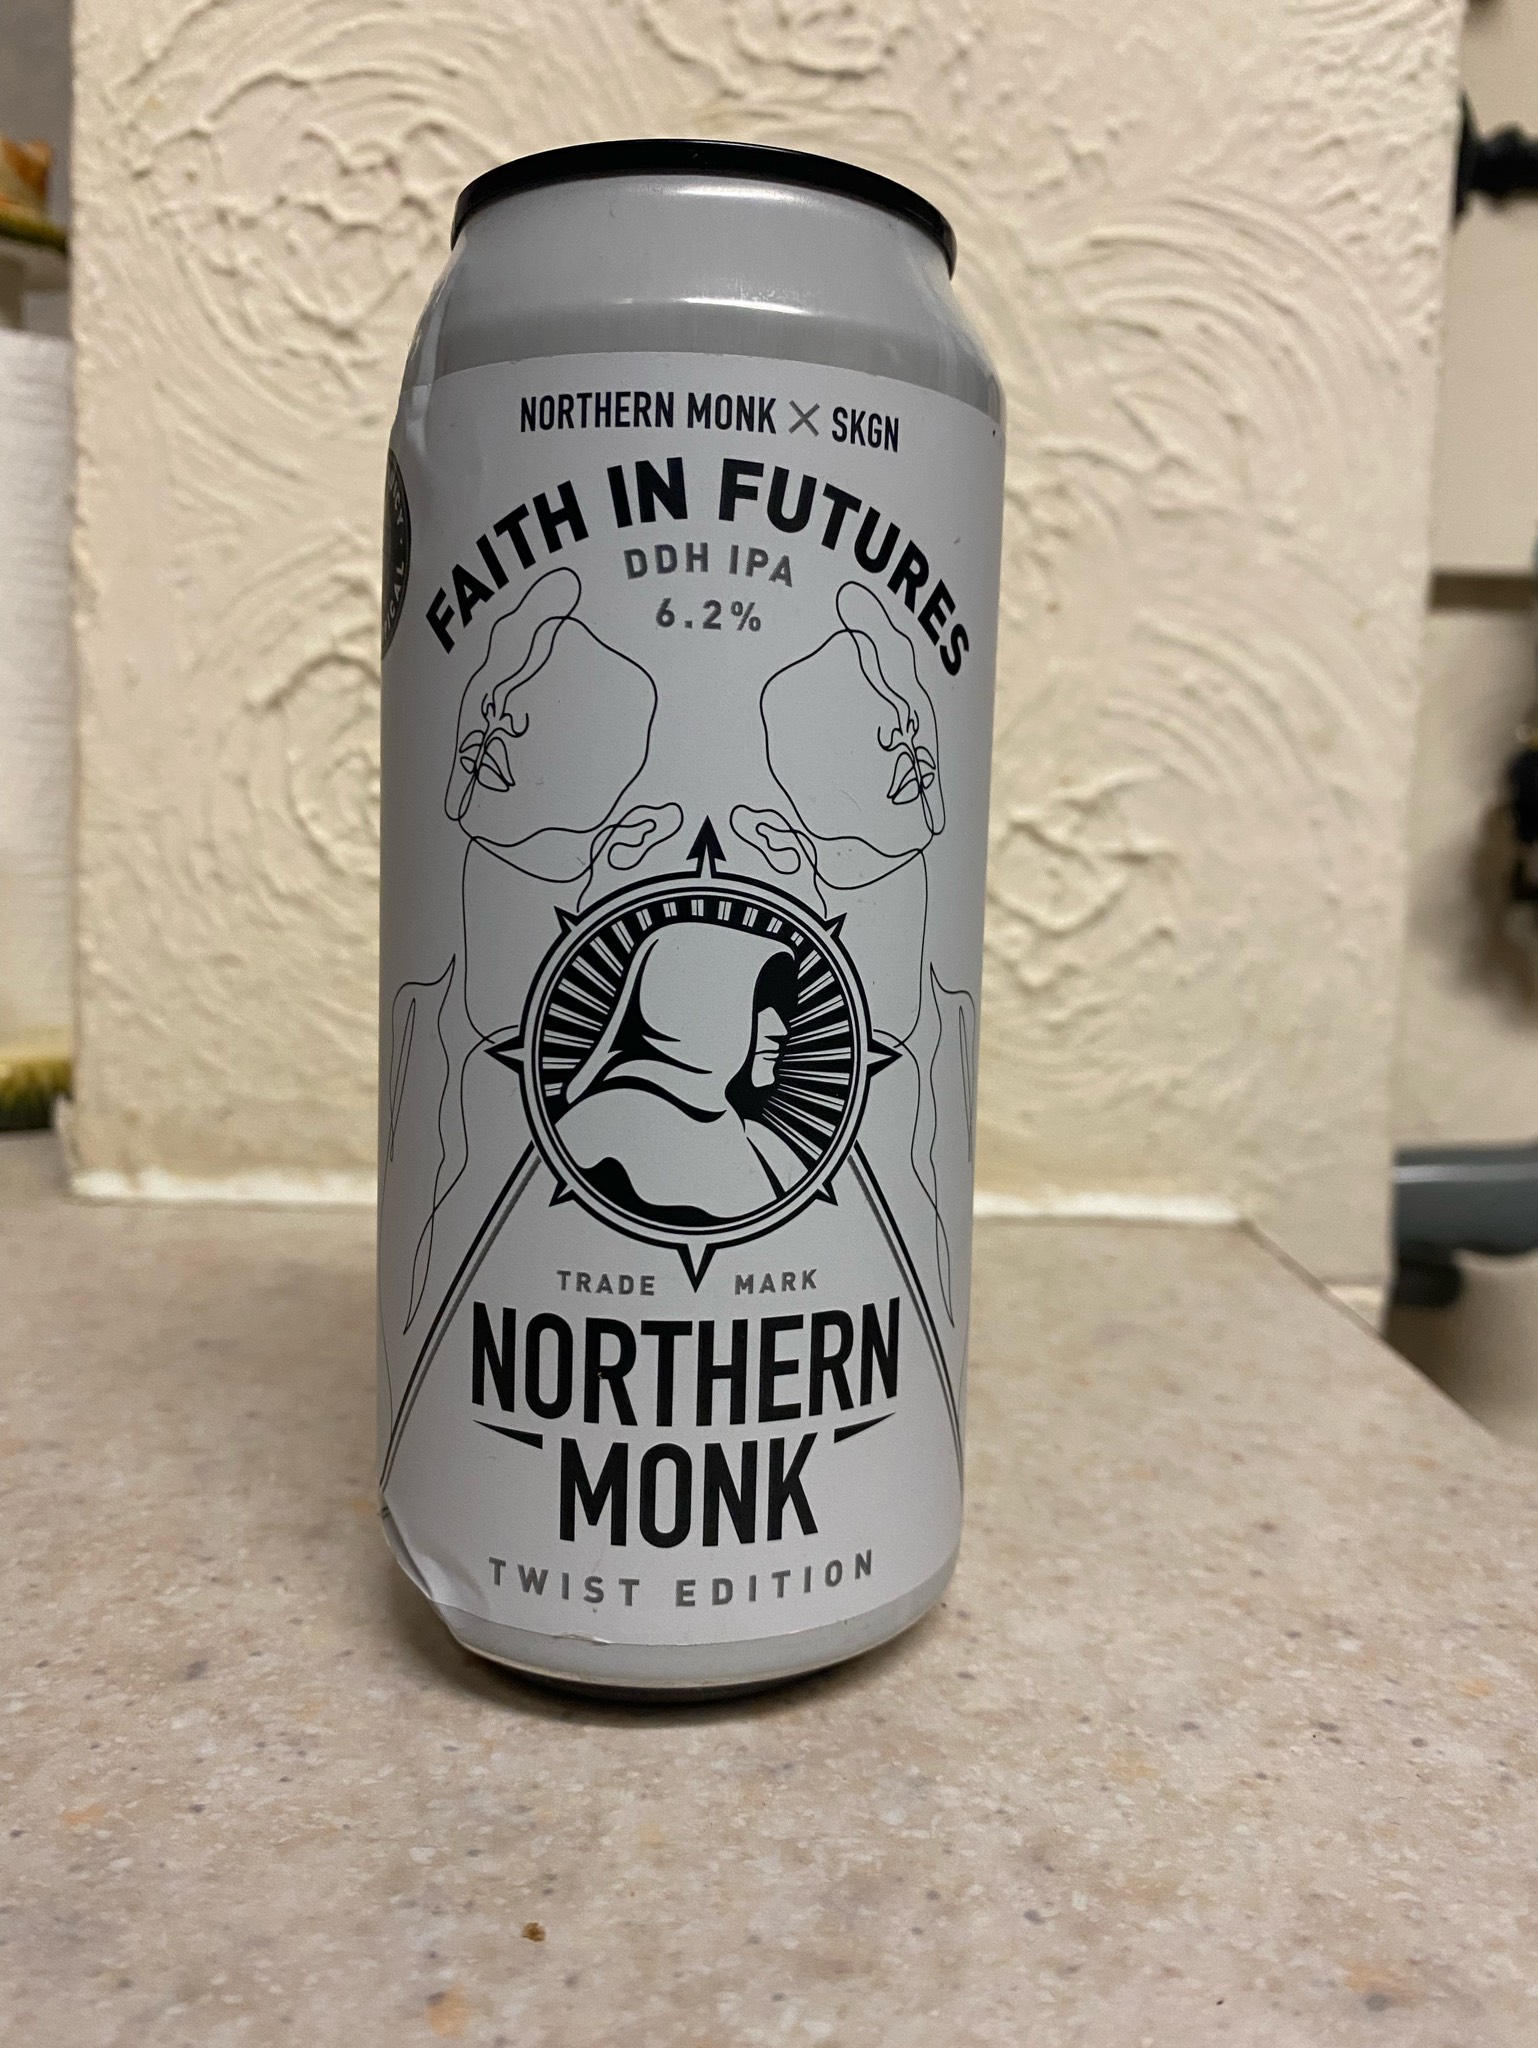 NORTHERN MONK X SKGN
FAITH IN FUTURES
DDH IPA
6.2%
TRADE MARK
NORTHERN
MONK
TWIST EDITION